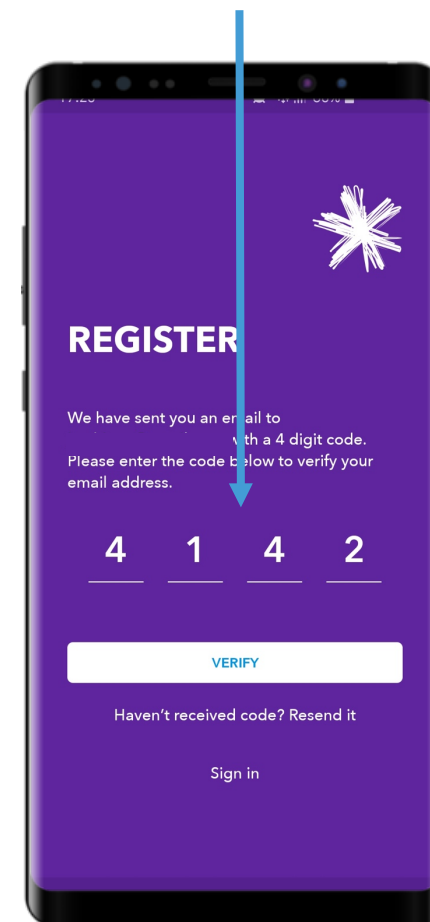 REGISTER
We have sent you an email to
with a 4 digit code.
Please enter the code below to verify your
email address.
4 1 4 2
VERIFY
Haven't received code? Resend it
Sign in